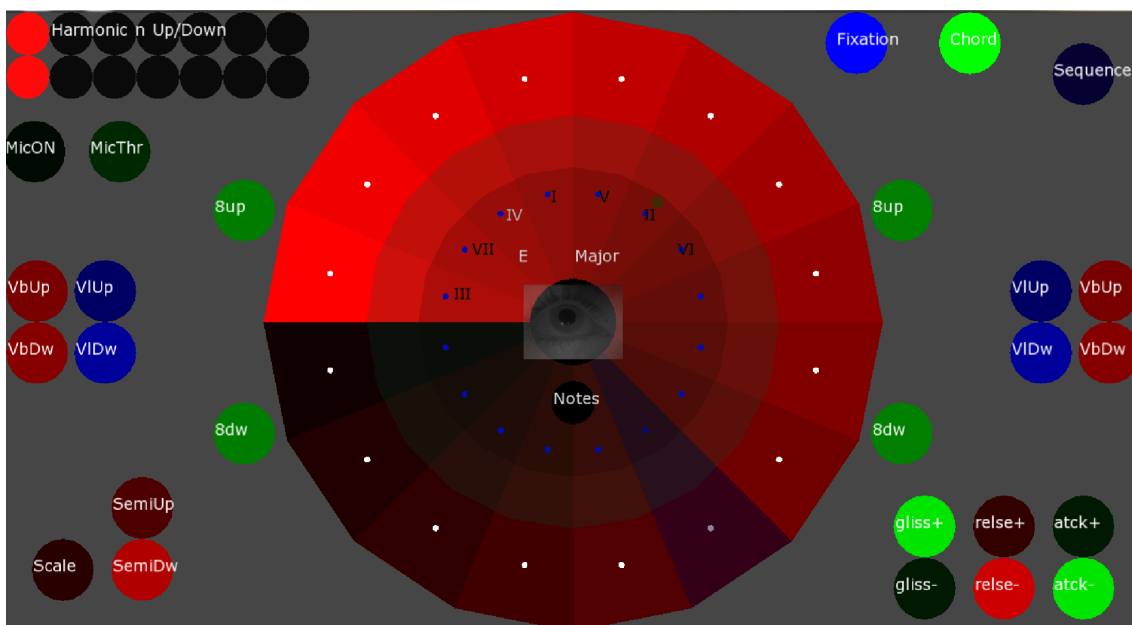 Harmonic n Up/Down
Fixation
Chord
Sequence
MicON
MicThr
8up
8up
I
V
IV
II
VII
VI
E
Major
III
VbUp
VlUp
VlUp
VbUp
VbDw
VlDw
VlDw
VbDw
Notes
8dw
8dw
SemiUp
gliss+
relse+
atck+
Scale
SemiDw
gliss-
relse-
atck-